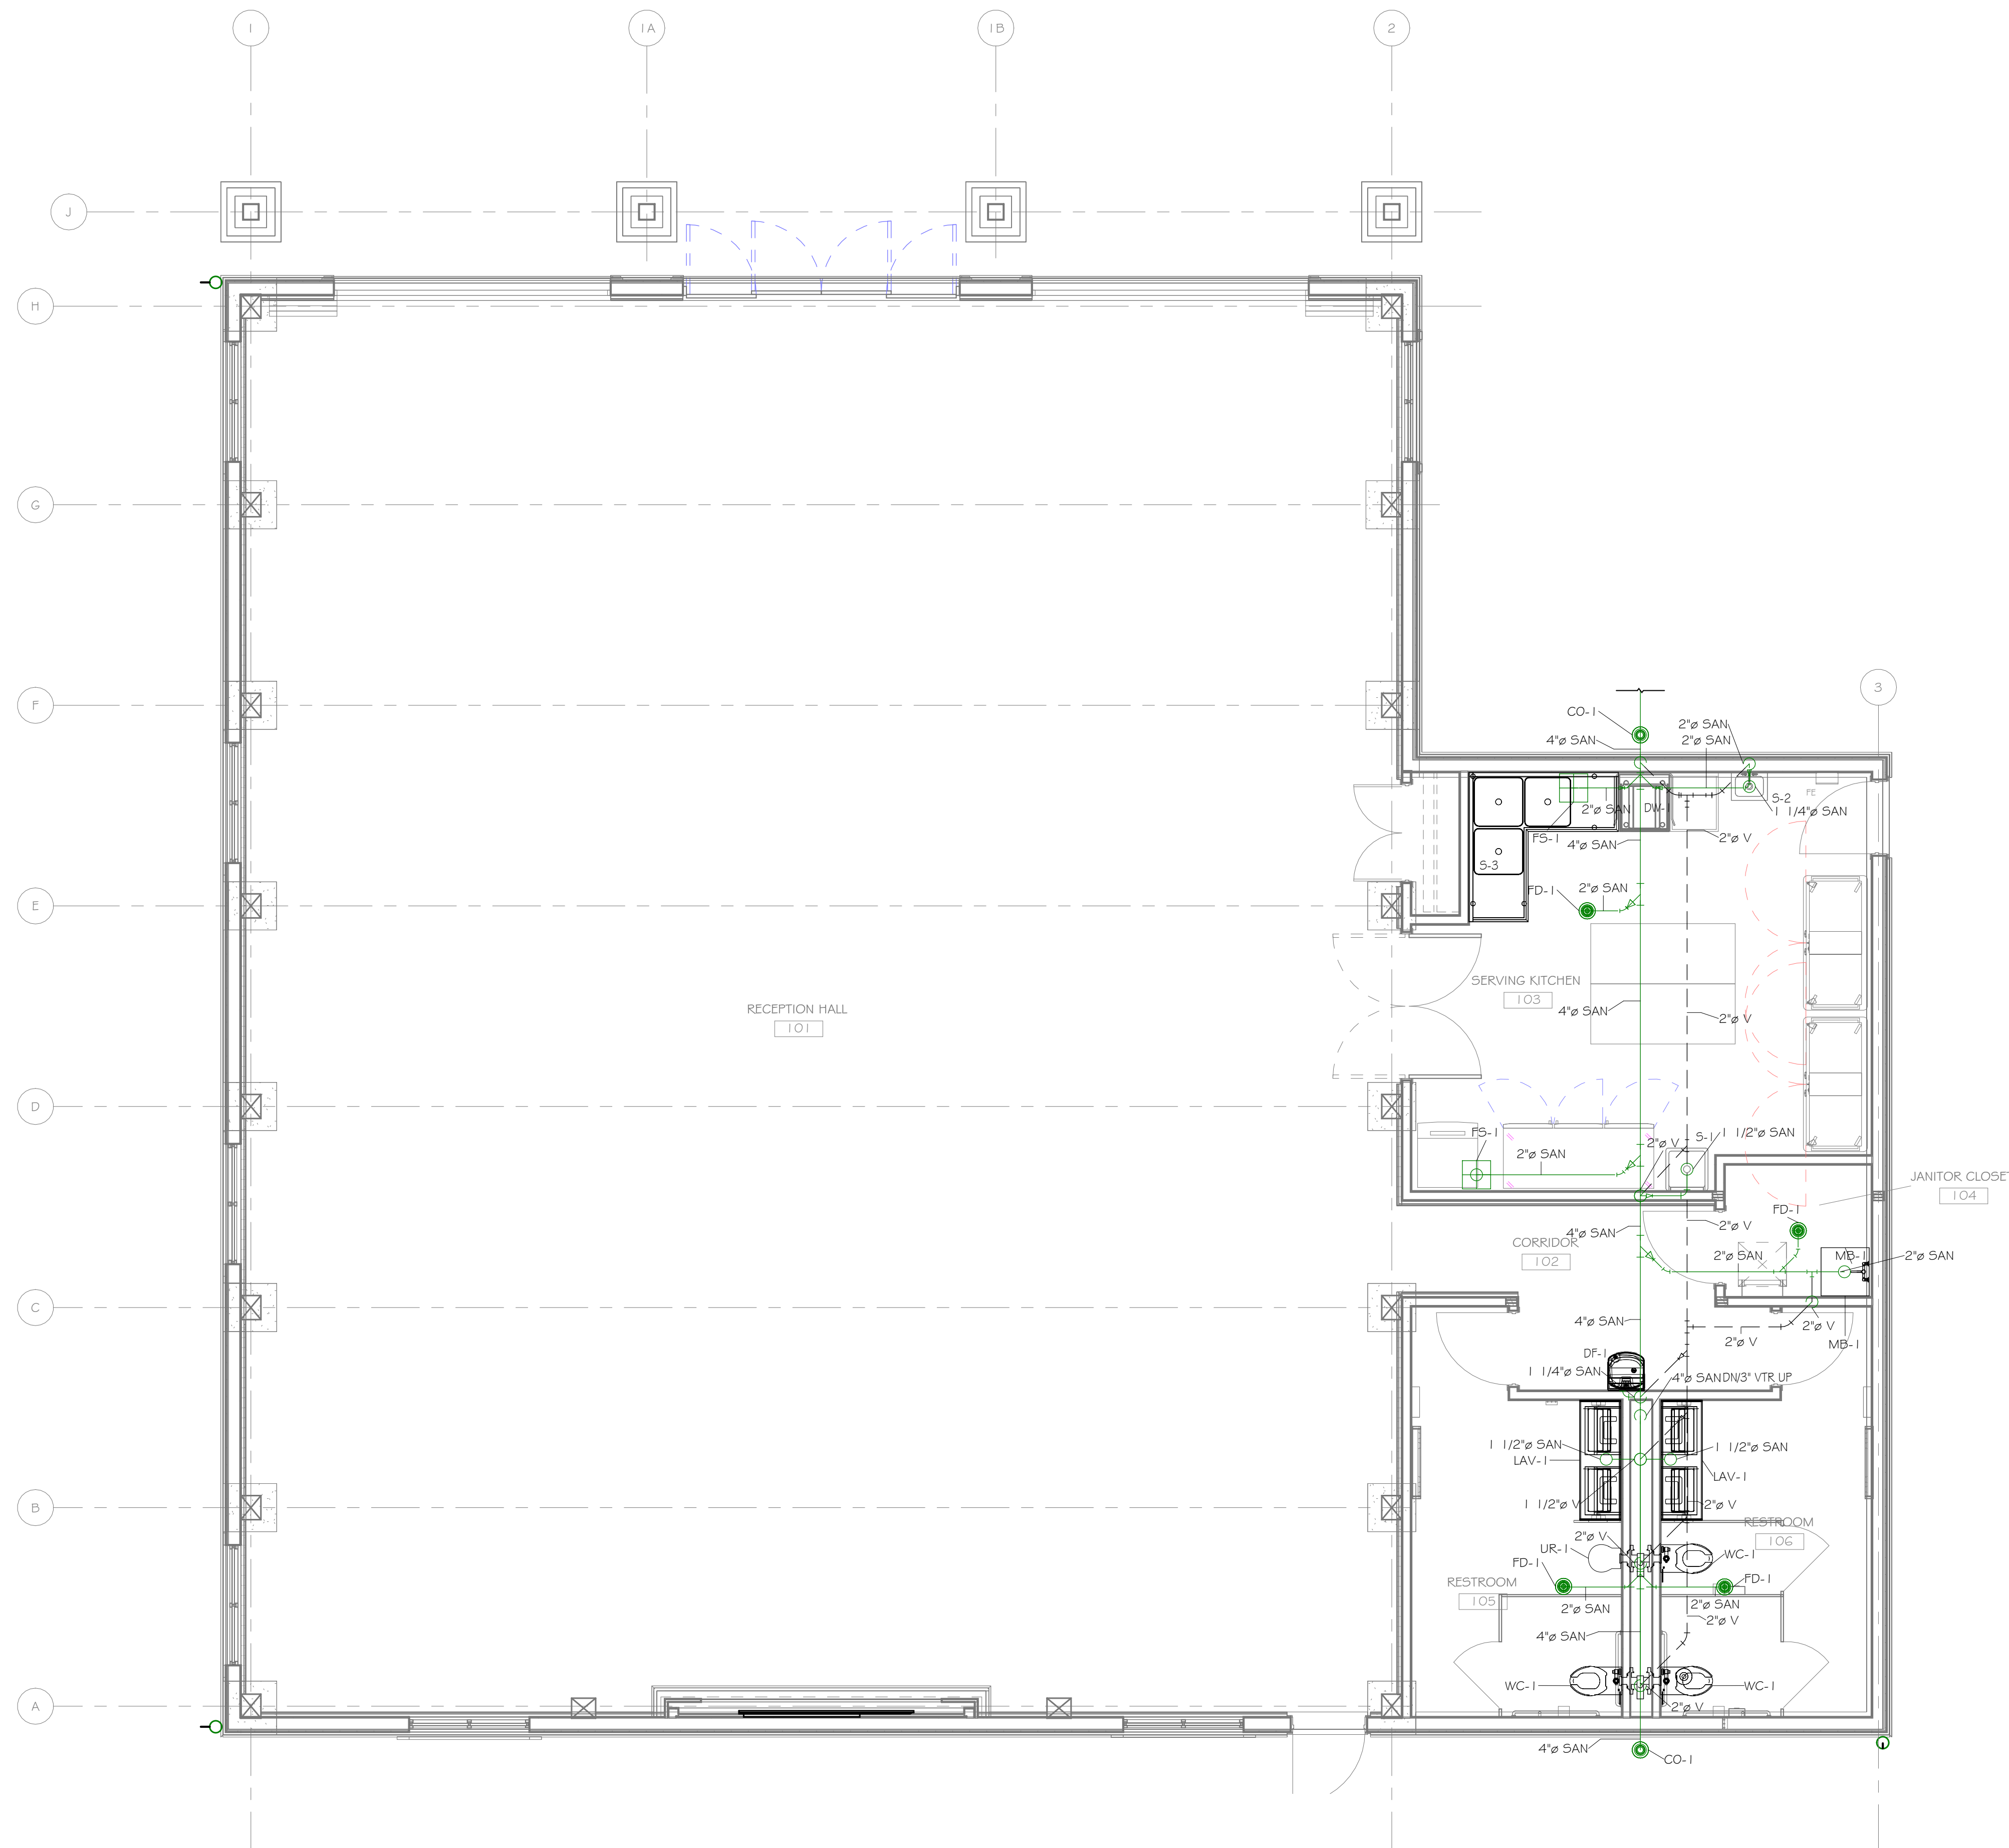 1
1A
1B
2
J
H
G
F
3
CO-1
2"ø SAN
4"ø SAN
2"ø SAN
S-2
FE
2"ø SAN
DW-
1 1/4"ø SAN
FS-1
2"ø V
4"ø SAN
S-3
E
FD-1
2"ø SAN
SERVING KITCHEN
103
RECEPTION HALL
101
4"ø SAN
2"ø V
D
FS-1
2"ø V
S-1
1 1/2"ø SAN
2"ø SAN
JANITOR CLOSE
104
FD-1
4"ø SAN
2"ø V
CORRIDOR
102
2"ø SAN
MB-1
2"ø SAN
C
4"ø SAN
2"ø V
2"ø V
MB-1
DF-1
1 1/4"ø SAN
4"ø SAN DN/3" VTR UP
1 1/2"ø SAN
1 1/2"ø SAN
LAV-1
LAV-1
B
1 1/2"ø V
2"ø V
RESTROOM
106
2"ø V
UR-1
WC-1
FD-1
FD-1
RESTROOM
105
2"ø SAN
2"ø SAN
2"ø V
4"ø SAN
WC-1
WC-1
A
2"ø V
4"ø SAN
CO-1